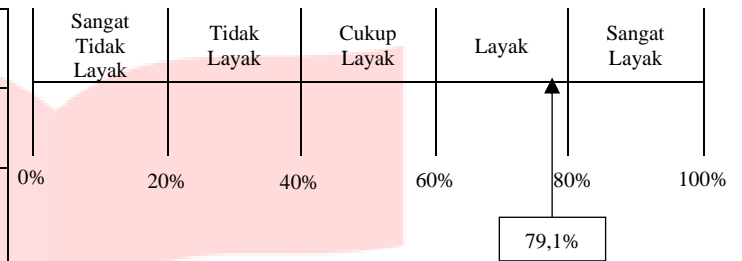 Sangat
Tidak
Layak
Tidak
Layak
Cukup
Layak
Layak
Sangat
Layak
0%
20%
40%
60%
80%
100%
79,1%